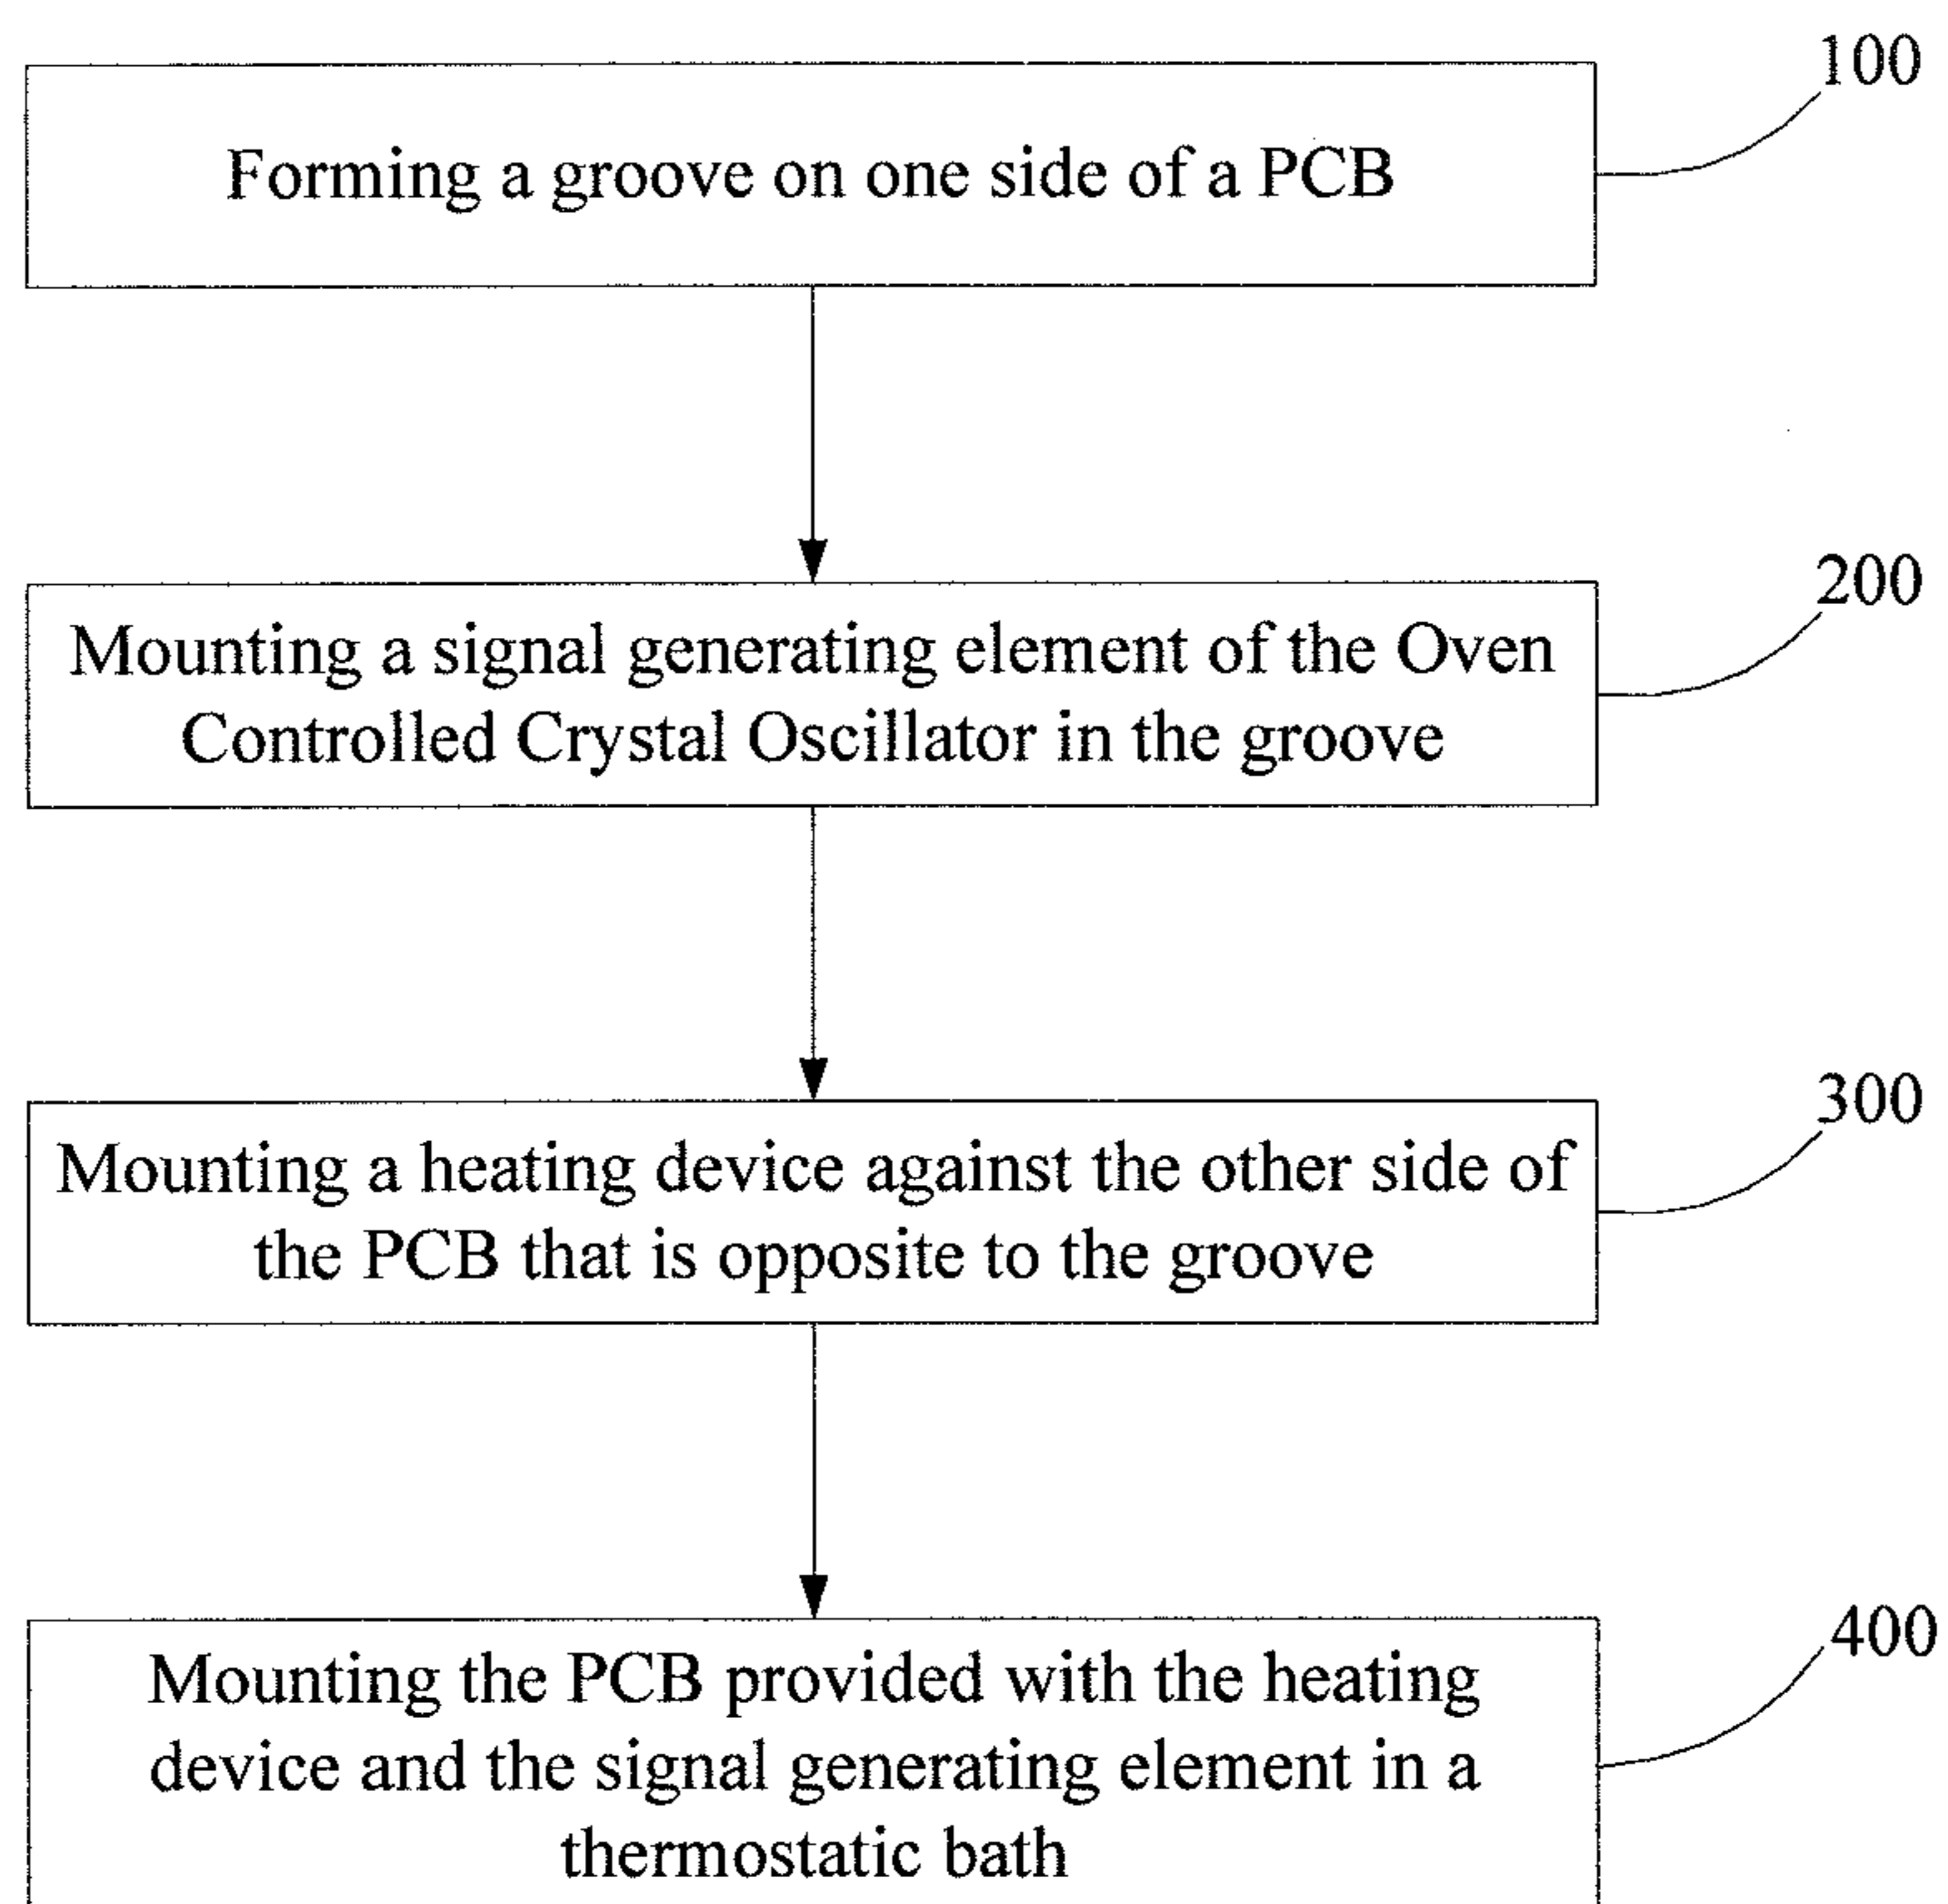 100
Forming a groove on one side of a PCB
200
Mounting a signal generating element of the Oven
Controlled Crystal Oscillator in the groove
300
Mounting a heating device against the other side of
the PCB that is opposite to the groove
400
Mounting the PCB provided with the heating
device and the signal generating element in a
thermostatic bath